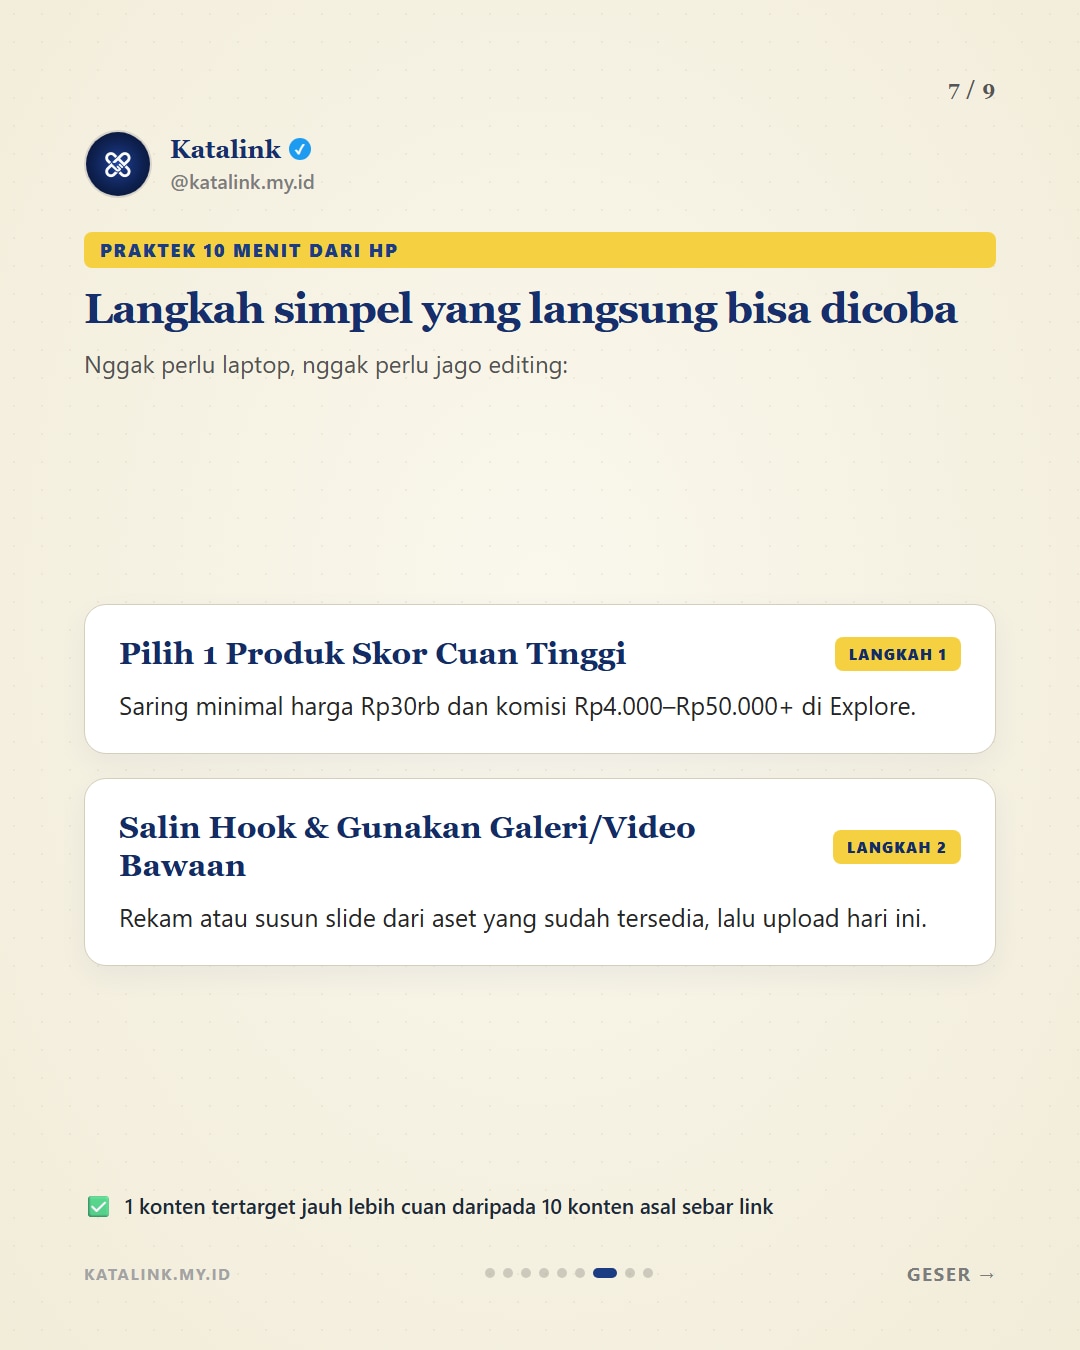 7 / 9
Katalink
@katalink.my.id
PRAKTEK 10 MENIT DARI HP
Langkah simpel yang langsung bisa dicoba
Nggak perlu laptop, nggak perlu jago editing:
Pilih 1 Produk Skor Cuan Tinggi
LANGKAH 1
Saring minimal harga Rp30rb dan komisi Rp4.000–Rp50.000+ di Explore.
Salin Hook & Gunakan Galeri/Video
Bawaan
LANGKAH 2
Rekam atau susun slide dari aset yang sudah tersedia, lalu upload hari ini.
✅ 1 konten tertarget jauh lebih cuan daripada 10 konten asal sebar link
KATALINK.MY.ID
GESER →